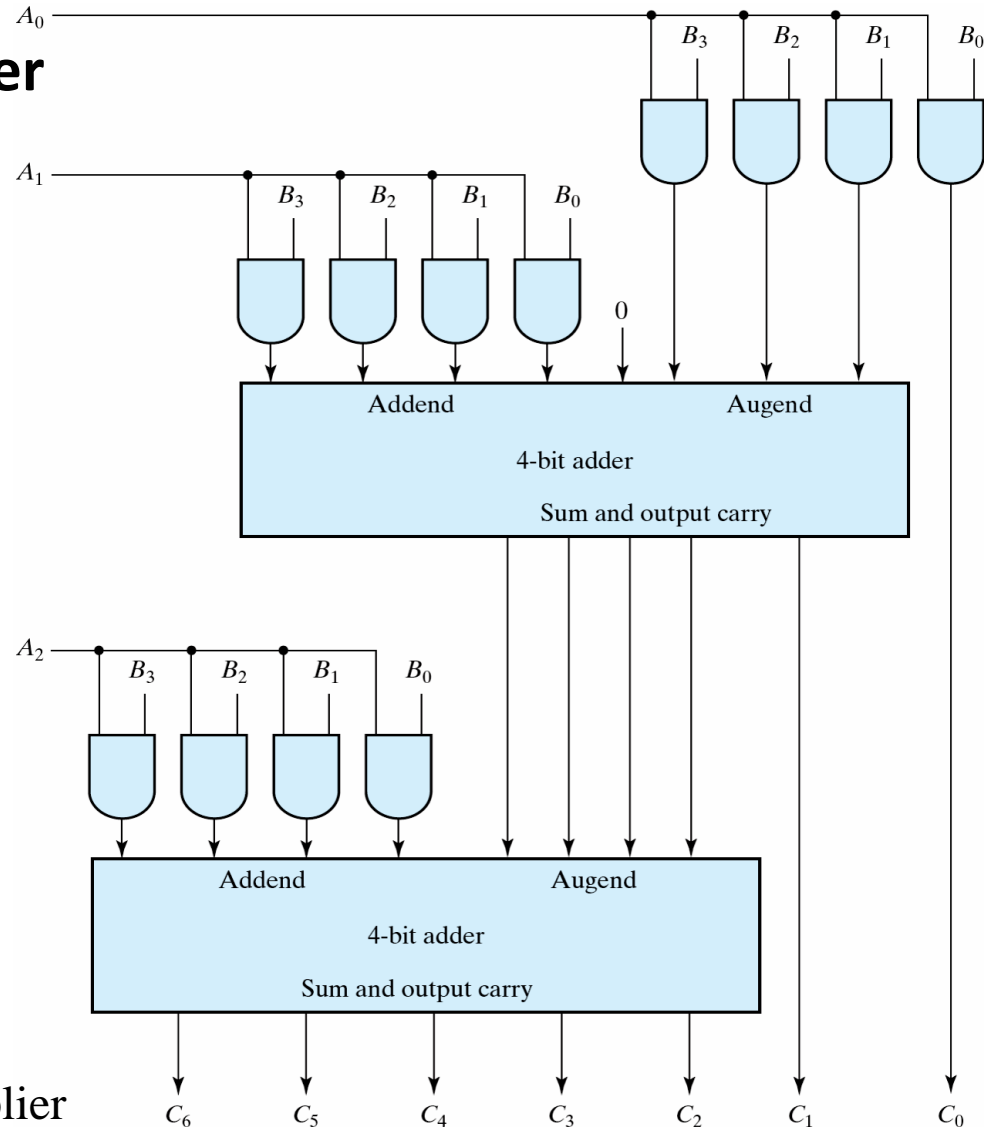 A₀
er
B₃ B₂ B₁ B₀
A₁
B₃ B₂ B₁ B₀
0
Addend Augend
4-bit adder
Sum and output carry
A₂
B₃ B₂ B₁ B₀
Addend Augend
4-bit adder
Sum and output carry
plier
C₆ C₅ C₄ C₃ C₂ C₁ C₀